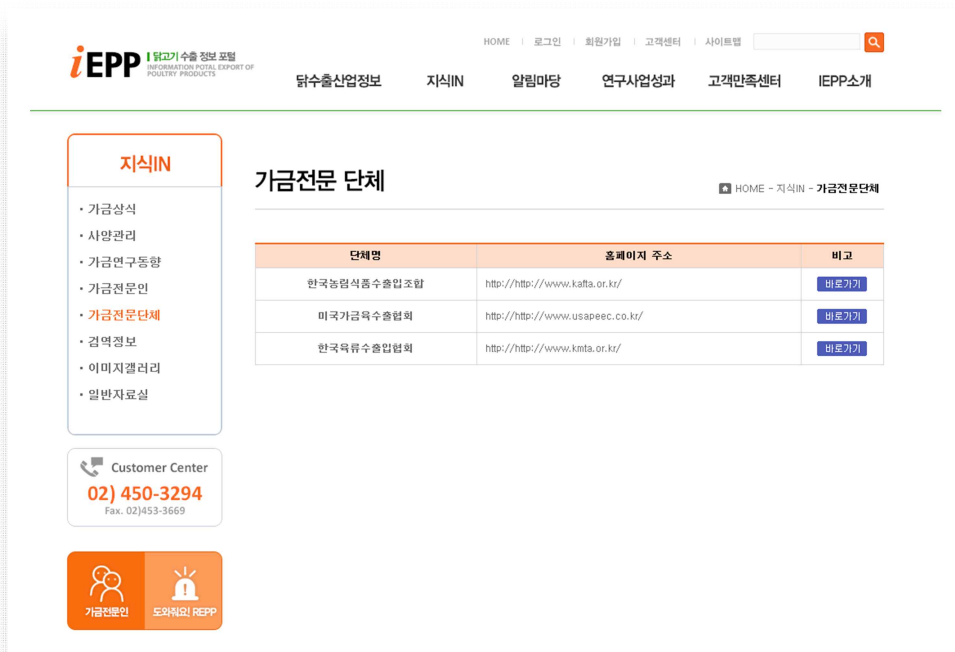 HOME 로그인 회원가입 고객센터 사이트맵
iEPP 닭고기 수출 정보 포털
INFORMATION POTAL EXPORT OF
POULTRY PRODUCTS
닭수출산업정보 지식IN 알림마당 연구사업성과 고객만족센터 IEPP소개
지식IN
• 가금상식
• 사양관리
• 가금연구동향
• 가금전문인
• 가금전문단체
• 검역정보
• 이미지갤러리
• 일반자료실
Customer Center
02) 450-3294
Fax. 02)453-3669
가금전문인 도와줘요! REPP
가금전문 단체
HOME - 지식IN - 가금전문단체
단체명 홈페이지 주소 비고
한국농림식품수출입조합 http://http://www.kafta.or.kr/ 바로가기
미국가금육수출협회 http://http://www.usapeec.co.kr/ 바로가기
한국육류수출입협회 http://http://www.kmta.or.kr/ 바로가기